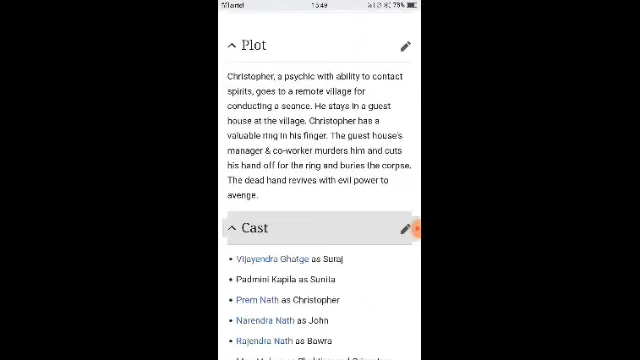 airtel
15:49
78%
Plot
Christopher, a psychic with ability to contact
spirits, goes to a remote village for
conducting a seance. He stays in a guest
house at the village. Christopher has a
valuable ring in his finger. The guest house's
manager & co-worker murders him and cuts
his hand off for the ring and buries the corpse.
The dead hand revives with evil power to
avenge.
Cast
• Vijayendra Ghatge as Suraj
• Padmini Kapila as Sunita
• Prem Nath as Christopher
• Narendra Nath as John
• Rajendra Nath as Bawra